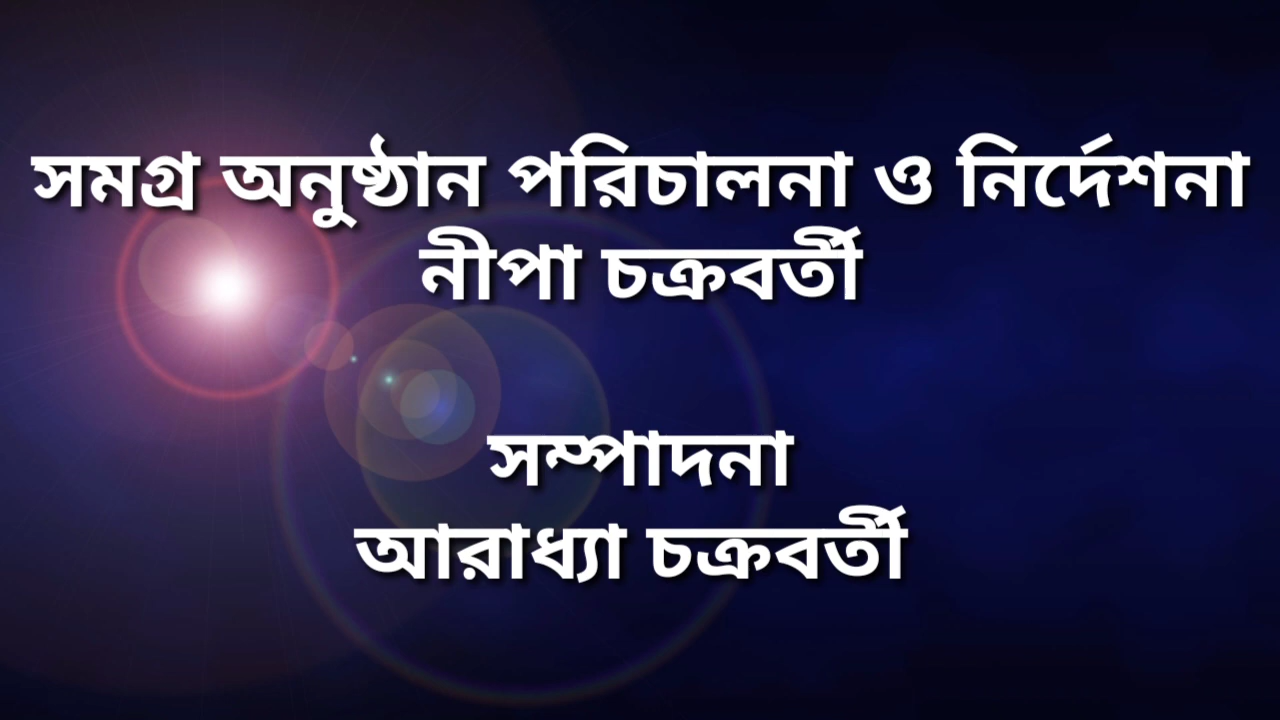 সমগ্র অনুষ্ঠান পরিচালনা ও নির্দেশনা
নীপা চক্রবর্তী
সম্পাদনা
আরাধ্যা চক্রবর্তী